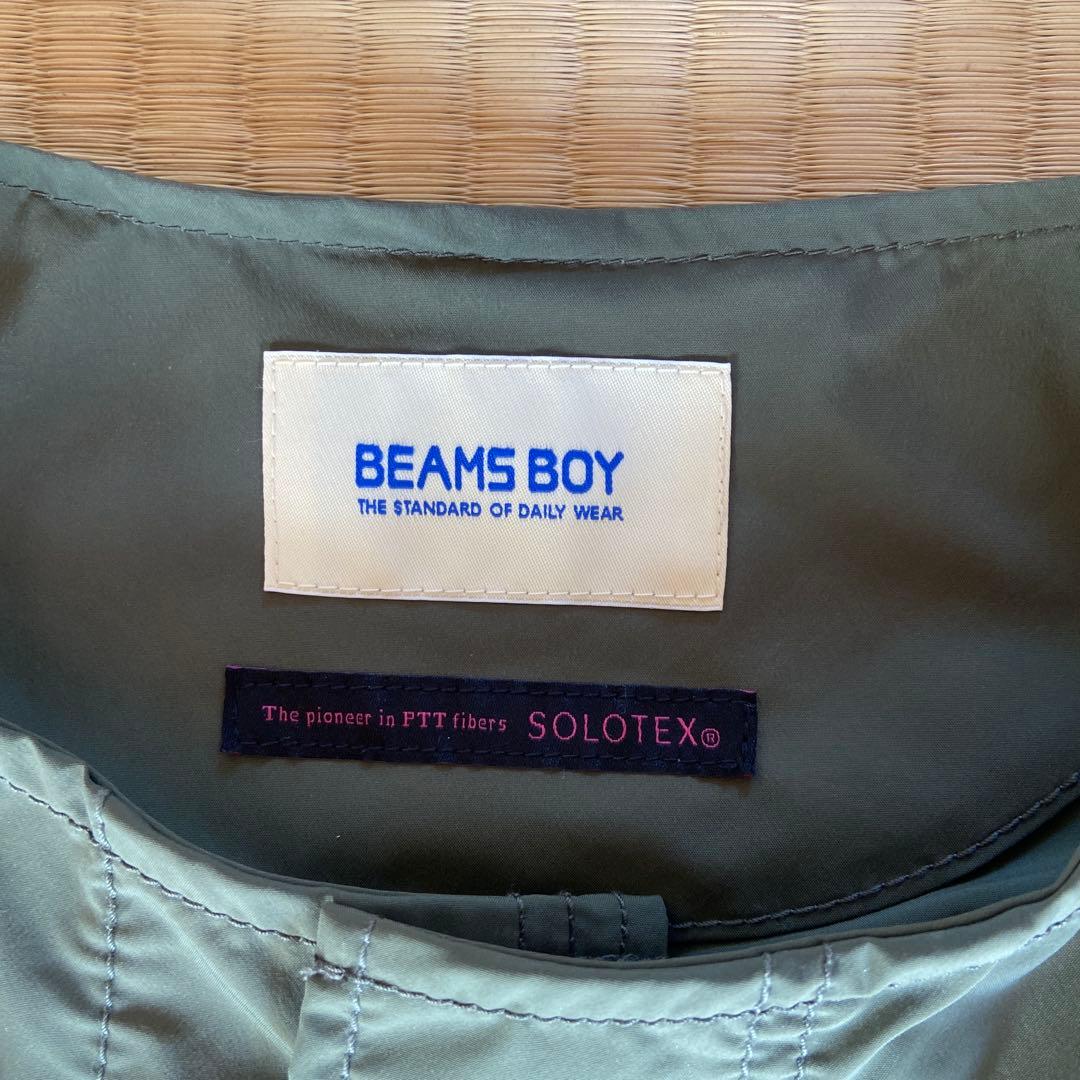 BEAMS BOY
THE STANDARD OF DAILY WEAR
The pioneer in PTT fibers SOLOTEX®